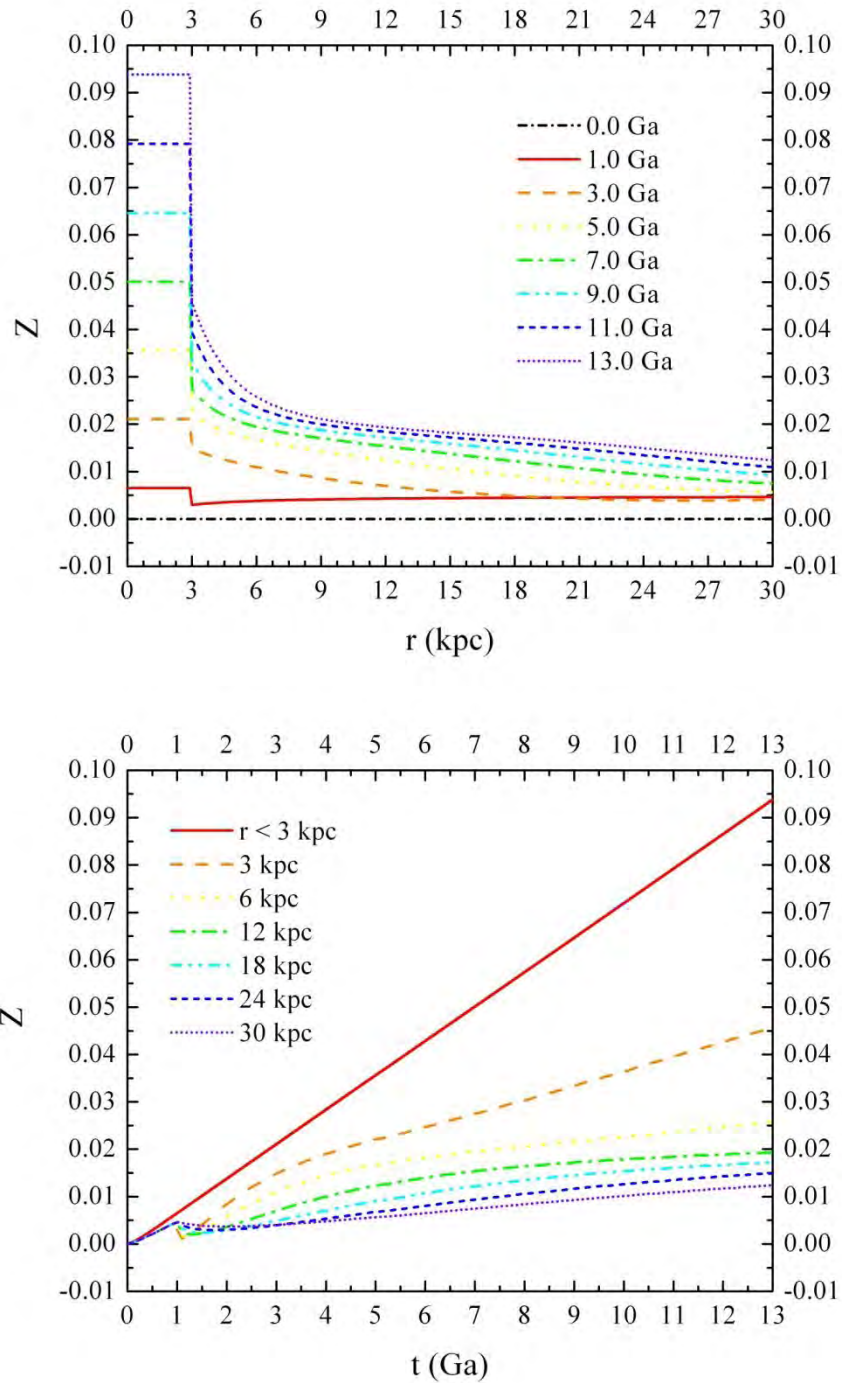 0 3 6 9 12 15 18 21 24 27 30
0.10 0.10
0.09 0.09
0.08 0.08
0.07 0.07
0.06 0.06
0.05 0.05
0.04 0.04
0.03 0.03
0.02 0.02
0.01 0.01
0.00 0.00
-0.01 -0.01
Z
0.0 Ga
1.0 Ga
3.0 Ga
5.0 Ga
7.0 Ga
9.0 Ga
11.0 Ga
13.0 Ga
0 3 6 9 12 15 18 21 24 27 30
r (kpc)
0 1 2 3 4 5 6 7 8 9 10 11 12 13
0.10 0.10
0.09 0.09
0.08 0.08
0.07 0.07
0.06 0.06
0.05 0.05
0.04 0.04
0.03 0.03
0.02 0.02
0.01 0.01
0.00 0.00
-0.01 -0.01
Z
r < 3 kpc
3 kpc
6 kpc
12 kpc
18 kpc
24 kpc
30 kpc
0 1 2 3 4 5 6 7 8 9 10 11 12 13
t (Ga)